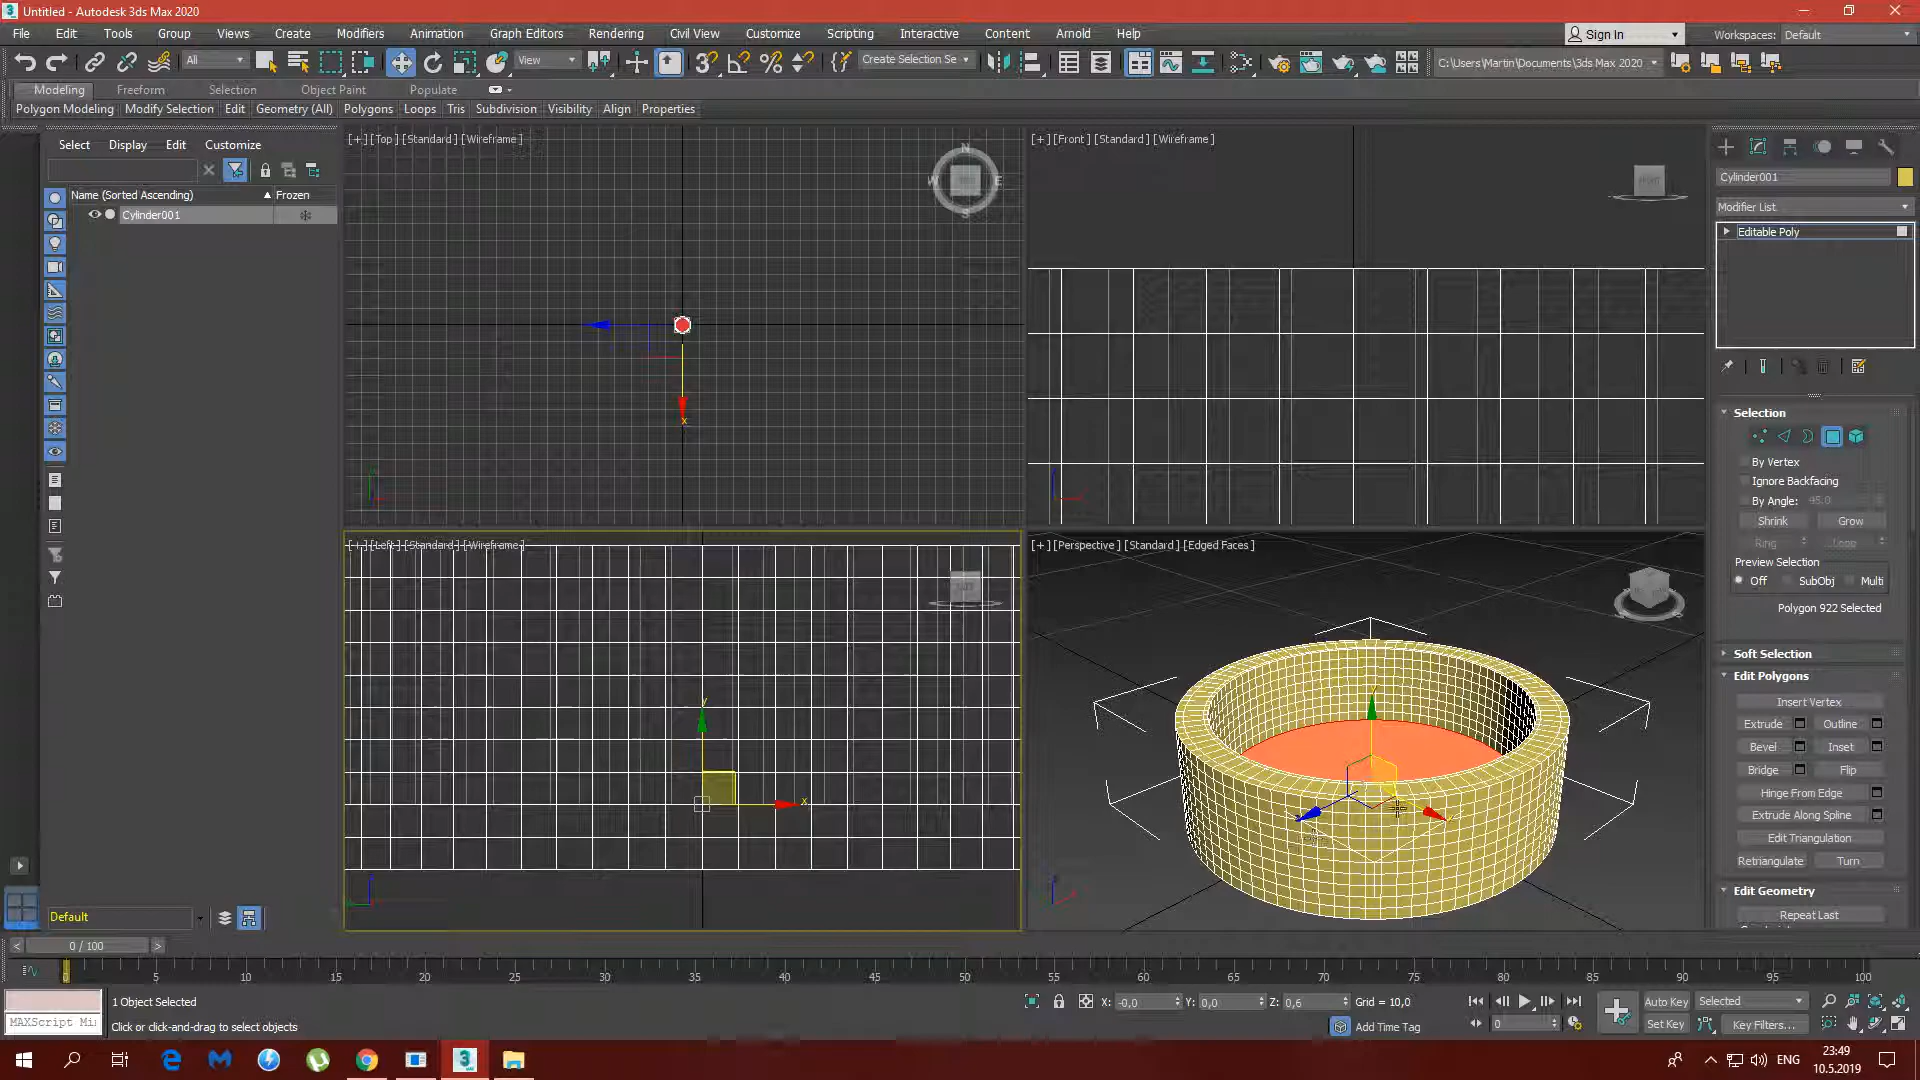 Untitled - Autodesk 3ds Max 2020
File Edit Tools Group Views Create Modifiers Animation Graph Editors Rendering Civil View Customize Scripting Interactive Content Arnold Help
Sign In
Workspaces: Default
All
View
Create Selection Se
C:\Users\Martin\Documents\3ds Max 2020
Modeling Freeform Selection Object Paint Populate
Polygon Modeling Modify Selection Edit Geometry (All) Polygons Loops Tris Subdivision Visibility Align Properties
Select Display Edit Customize
Name (Sorted Ascending) Frozen
Cylinder001
[+] [Top] [Standard] [Wireframe]
N
W E
S
x
[+] [Front] [Standard] [Wireframe]
FRONT
[+] [Left] [Standard] [Wireframe]
y
x
[+] [Perspective] [Standard] [Edged Faces]
Cylinder001
Modifier List
Editable Poly
Selection
By Vertex
Ignore Backfacing
By Angle: 45.0
Shrink Grow
Ring Loop
Preview Selection
Off SubObj Multi
Polygon 922 Selected
Soft Selection
Edit Polygons
Insert Vertex
Extrude Outline
Bevel Inset
Bridge Flip
Hinge From Edge
Extrude Along Spline
Edit Triangulation
Retriangulate Turn
Edit Geometry
Repeat Last
Default
< 0 / 100 >
0 5 10 15 20 25 30 35 40 45 50 55 60 65 70 75 80 85 90 95 100
MAXScript Mi
1 Object Selected
Click or click-and-drag to select objects
X: -0,0 Y: 0,0 Z: 0,6 Grid = 10,0
Add Time Tag
0
Auto Key Selected
Set Key Key Filters...
ENG
23:49
10.5.2019